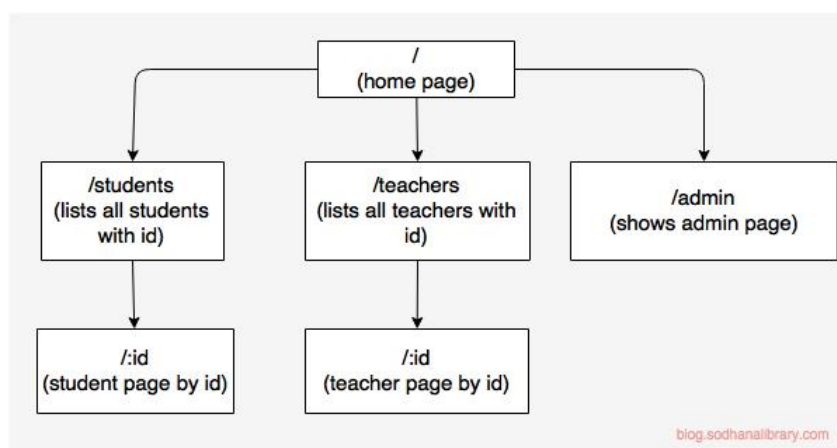 /
(home page)
/students
(lists all students
with id)
/teachers
(lists all teachers with
id)
/admin
(shows admin page)
/:id
(student page by id)
/:id
(teacher page by id)
blog.sodhanalibrary.com